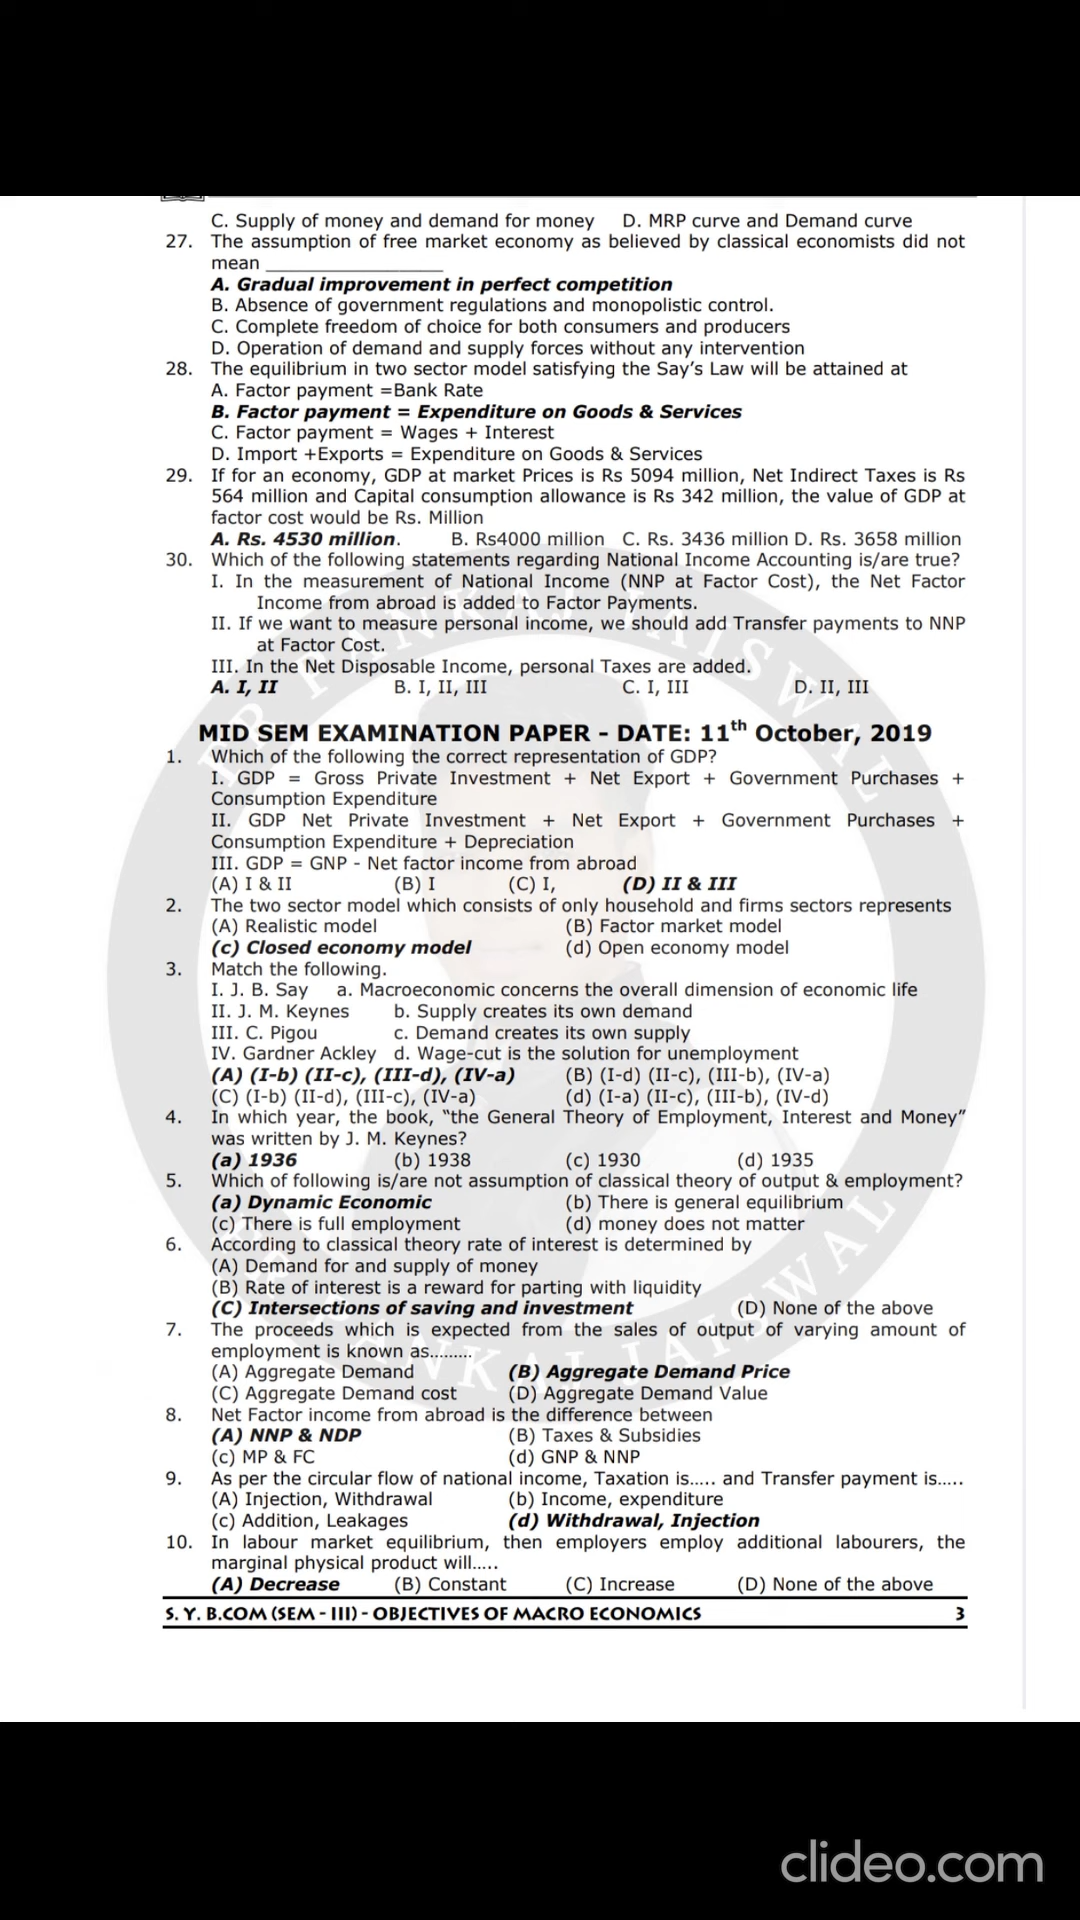 C. Supply of money and demand for money D. MRP curve and Demand curve
27. The assumption of free market economy as believed by classical economists did not
mean ____________________
A. Gradual improvement in perfect competition
B. Absence of government regulations and monopolistic control.
C. Complete freedom of choice for both consumers and producers
D. Operation of demand and supply forces without any intervention
28. The equilibrium in two sector model satisfying the Say's Law will be attained at
A. Factor payment =Bank Rate
B. Factor payment = Expenditure on Goods & Services
C. Factor payment = Wages + Interest
D. Import +Exports = Expenditure on Goods & Services
29. If for an economy, GDP at market Prices is Rs 5094 million, Net Indirect Taxes is Rs
564 million and Capital consumption allowance is Rs 342 million, the value of GDP at
factor cost would be Rs. Million
A. Rs. 4530 million. B. Rs4000 million C. Rs. 3436 million D. Rs. 3658 million
30. Which of the following statements regarding National Income Accounting is/are true?
I. In the measurement of National Income (NNP at Factor Cost), the Net Factor
Income from abroad is added to Factor Payments.
II. If we want to measure personal income, we should add Transfer payments to NNP
at Factor Cost.
III. In the Net Disposable Income, personal Taxes are added.
A. I, II B. I, II, III C. I, III D. II, III
MID SEM EXAMINATION PAPER - DATE: 11th October, 2019
1. Which of the following the correct representation of GDP?
I. GDP = Gross Private Investment + Net Export + Government Purchases +
Consumption Expenditure
II. GDP Net Private Investment + Net Export + Government Purchases +
Consumption Expenditure + Depreciation
III. GDP = GNP - Net factor income from abroad
(A) I & II (B) I (C) I, (D) II & III
2. The two sector model which consists of only household and firms sectors represents
(A) Realistic model (B) Factor market model
(c) Closed economy model (d) Open economy model
3. Match the following.
I. J. B. Say a. Macroeconomic concerns the overall dimension of economic life
II. J. M. Keynes b. Supply creates its own demand
III. C. Pigou c. Demand creates its own supply
IV. Gardner Ackley d. Wage-cut is the solution for unemployment
(A) (I-b) (II-c), (III-d), (IV-a) (B) (I-d) (II-c), (III-b), (IV-a)
(C) (I-b) (II-d), (III-c), (IV-a) (d) (I-a) (II-c), (III-b), (IV-d)
4. In which year, the book, "the General Theory of Employment, Interest and Money"
was written by J. M. Keynes?
(a) 1936 (b) 1938 (c) 1930 (d) 1935
5. Which of following is/are not assumption of classical theory of output & employment?
(a) Dynamic Economic (b) There is general equilibrium
(c) There is full employment (d) money does not matter
6. According to classical theory rate of interest is determined by
(A) Demand for and supply of money
(B) Rate of interest is a reward for parting with liquidity
(C) Intersections of saving and investment (D) None of the above
7. The proceeds which is expected from the sales of output of varying amount of
employment is known as.........
(A) Aggregate Demand (B) Aggregate Demand Price
(C) Aggregate Demand cost (D) Aggregate Demand Value
8. Net Factor income from abroad is the difference between
(A) NNP & NDP (B) Taxes & Subsidies
(c) MP & FC (d) GNP & NNP
9. As per the circular flow of national income, Taxation is..... and Transfer payment is.....
(A) Injection, Withdrawal (b) Income, expenditure
(c) Addition, Leakages (d) Withdrawal, Injection
10. In labour market equilibrium, then employers employ additional labourers, the
marginal physical product will.....
(A) Decrease (B) Constant (C) Increase (D) None of the above
S. Y. B.COM (SEM - III) - OBJECTIVES OF MACRO ECONOMICS 3
PR PANKAJ JAISWAL
ER PANKAJ JAISWAL
clideo.com